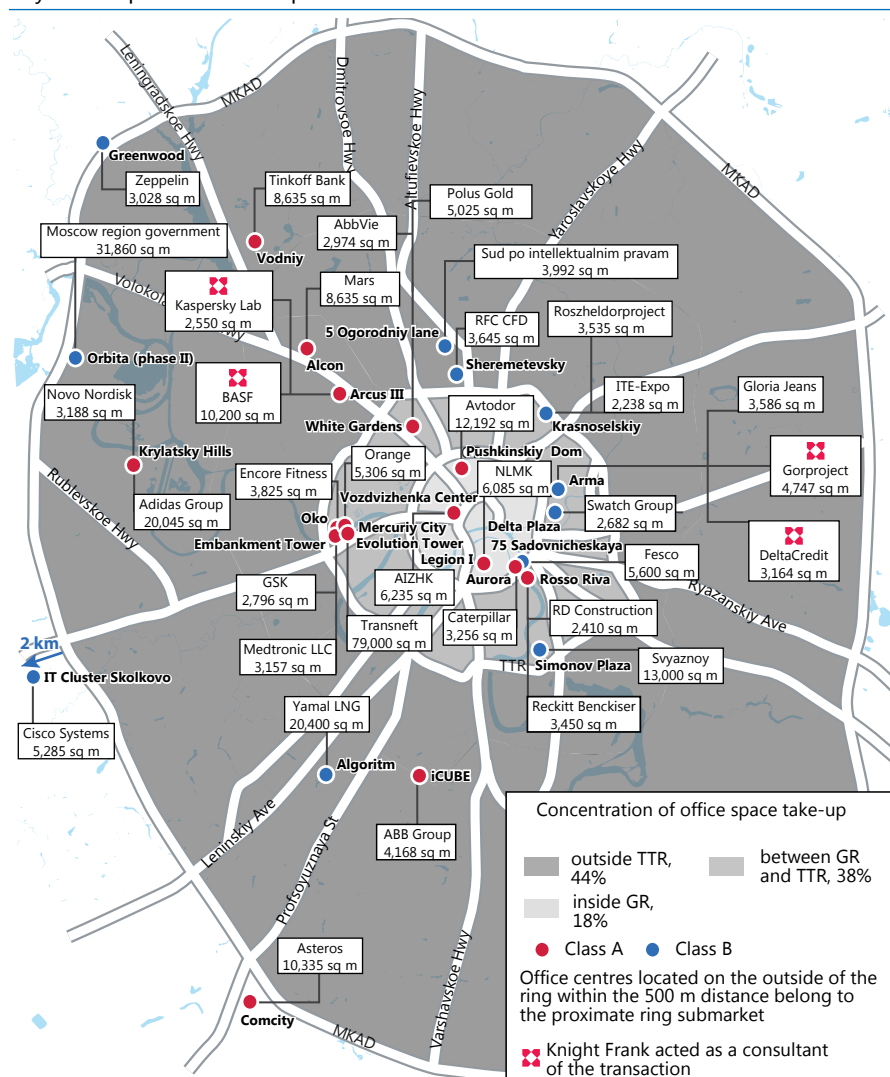 Leningradskoe Hwy
MKAD
Dmitrovsoe Hwy
Altufievskoe Hwy
Yaroslavskoye Hwy
MKAD
Greenwood
Zeppelin
3,028 sq m
Tinkoff Bank
8,635 sq m
Polus Gold
5,025 sq m
Moscow region government
31,860 sq m
AbbVie
2,974 sq m
Vodniy
Sud po intellektualnim pravam
3,992 sq m
Kaspersky Lab
2,550 sq m
Mars
8,635 sq m
5 Ogorodniy lane
RFC CFD
3,645 sq m
Roszheldorproject
3,535 sq m
Orbita (phase II)
Alcon
Sheremetevsky
Novo Nordisk
3,188 sq m
BASF
10,200 sq m
Arcus III
Avtodor
12,192 sq m
ITE-Expo
2,238 sq m
Gloria Jeans
3,586 sq m
White Gardens
Krasnoselskiy
Krylatsky Hills
Orange
5,306 sq m
(Pushkinskiy Dom
Gorproject
4,747 sq m
Rublevskoe Hwy
Encore Fitness
3,825 sq m
NLMK
6,085 sq m
Arma
Adidas Group
20,045 sq m
Vozdvizhenka Center
Swatch Group
2,682 sq m
Oko
Mercuriy City
Delta Plaza
Embankment Tower
Evolution Tower
75 Sadovnicheskaya
DeltaCredit
3,164 sq m
Legion I
Fesco
5,600 sq m
GSK
2,796 sq m
AIZHK
6,235 sq m
Aurora
Rosso Riva
Ryazanskiy Ave
Transneft
79,000 sq m
Caterpillar
3,256 sq m
RD Construction
2,410 sq m
2 km
Medtronic LLC
3,157 sq m
TTR
Simonov Plaza
Svyaznoy
13,000 sq m
IT Cluster Skolkovo
Yamal LNG
20,400 sq m
Reckitt Benckiser
3,450 sq m
Cisco Systems
5,285 sq m
Algoritm
iCUBE
Leninskiy Ave
ABB Group
4,168 sq m
Profsoyuznaya St
Varshavskoe Hwy
Asteros
10,335 sq m
Comcity
MKAD
Concentration of office space take-up
outside TTR,
44%
between GR
and TTR, 38%
inside GR,
18%
Class A
Class B
Office centres located on the outside of the
ring within the 500 m distance belong to
the proximate ring submarket
Knight Frank acted as a consultant
of the transaction